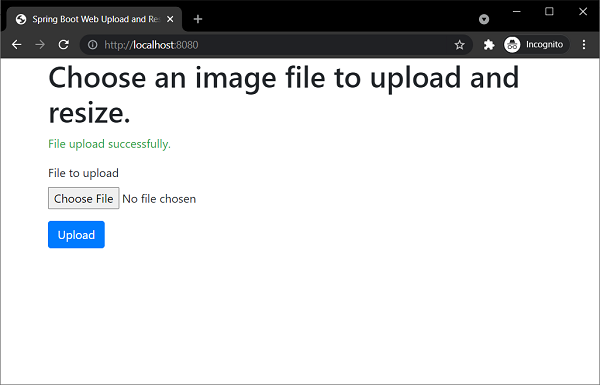 Spring Boot Web Upload and Re
http://localhost:8080
Incognito
Choose an image file to upload and
resize.
File upload successfully.
File to upload
Choose File No file chosen
Upload